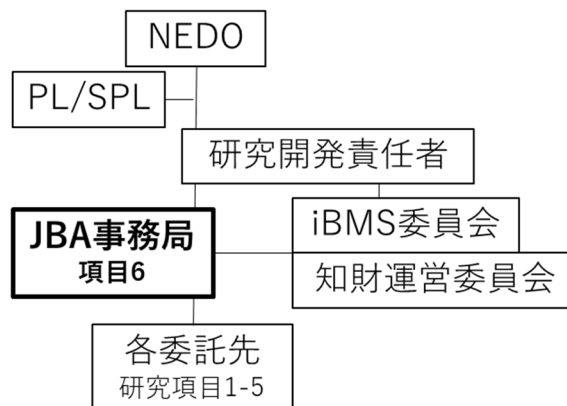 NEDO
PL/SPL
研究開発責任者
iBMS委員会
JBA事務局
項目6
知財運営委員会
各委託先
研究項目1-5